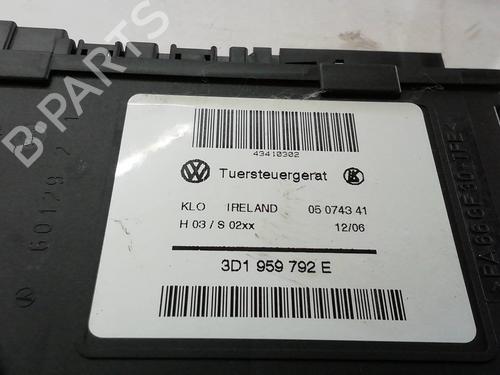 43410302
Tuersteuergerat
KLO IRELAND 05 0743 41
H 03 / S 02xx 12/06
3D1 959 792 E
B-PARTS